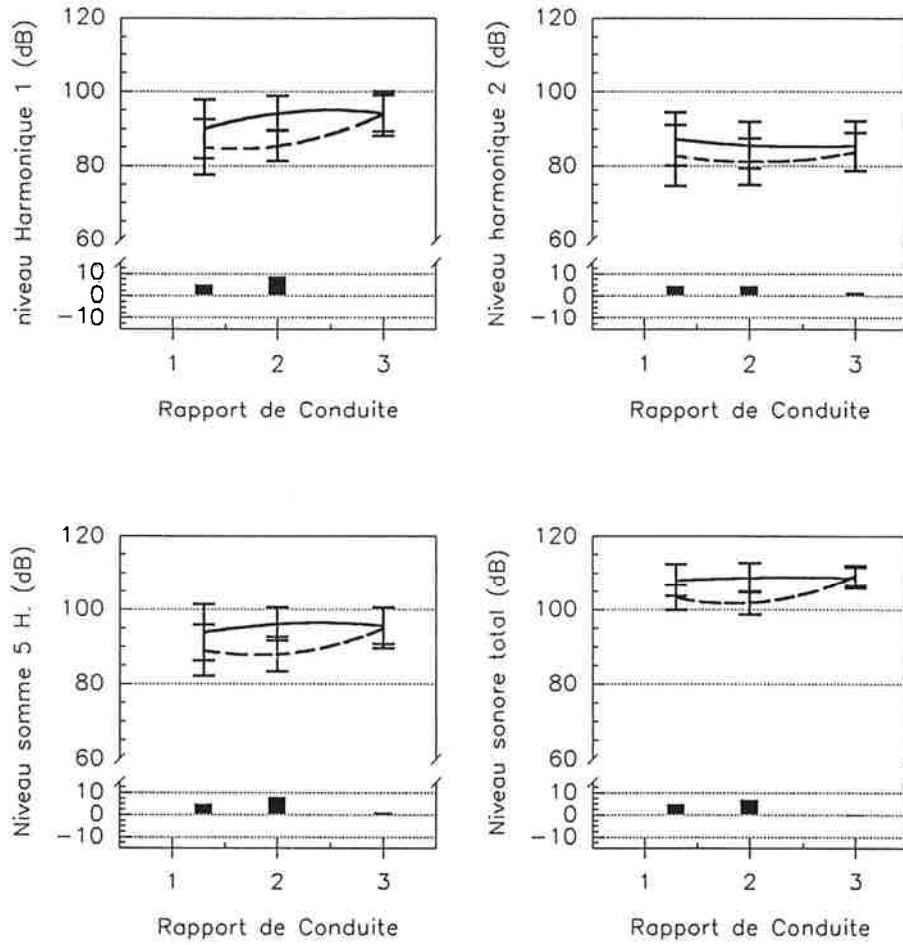 niveau Harmonique 1 (dB)
120
100
80
60
10
0
−10
1 2 3
Rapport de Conduite
Niveau harmonique 2 (dB)
120
100
80
60
10
0
−10
1 2 3
Rapport de Conduite
Niveau somme 5 H. (dB)
120
100
80
60
10
0
−10
1 2 3
Rapport de Conduite
Niveau sonore total (dB)
120
100
80
60
10
0
−10
1 2 3
Rapport de Conduite